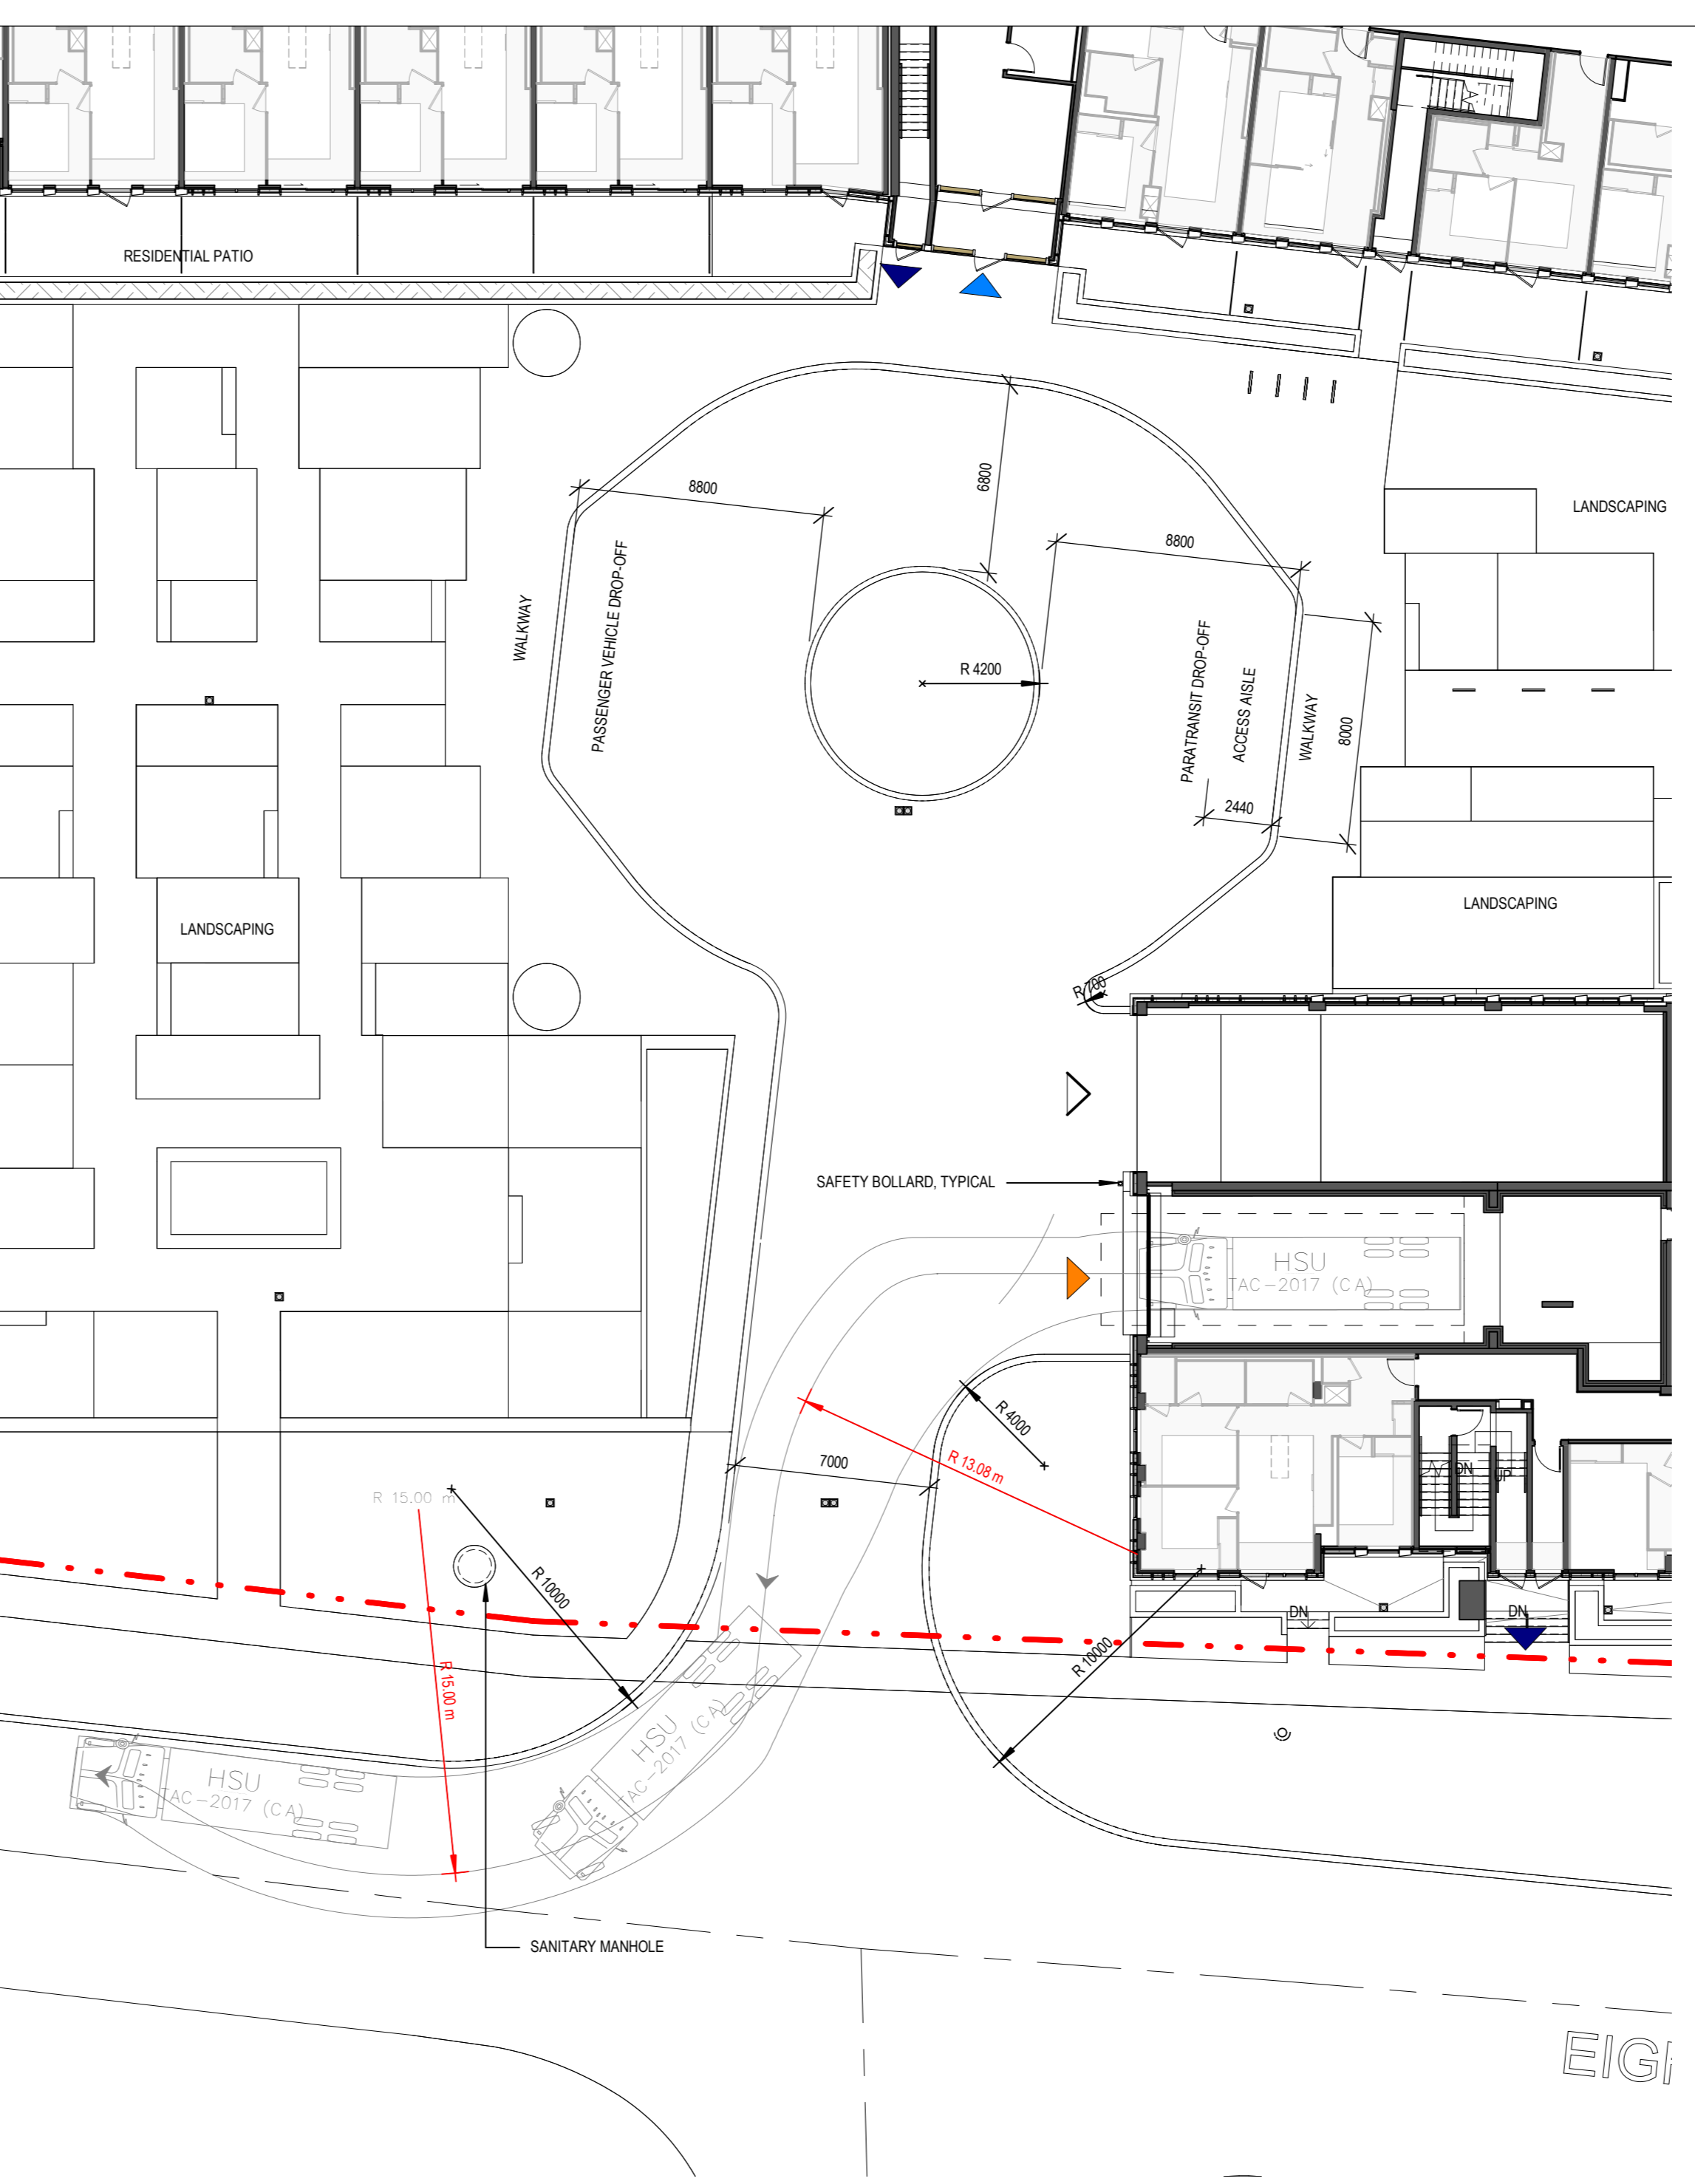 RESIDENTIAL PATIO
8800
6800
8800
LANDSCAPING
WALKWAY
PASSENGER VEHICLE DROP-OFF
R 4200
PARATRANSIT DROP-OFF
ACCESS AISLE
WALKWAY
8000
2440
LANDSCAPING
LANDSCAPING
R 700
SAFETY BOLLARD, TYPICAL
HSU
TAC-2017 (CA)
R 4000
7000
R 13.08 m
DN
UP
R 15.00 m
R 10000
DN
DN
R 10000
R 15.00 m
HSU
TAC-2017 (CA)
HSU
TAC-2017 (CA)
SANITARY MANHOLE